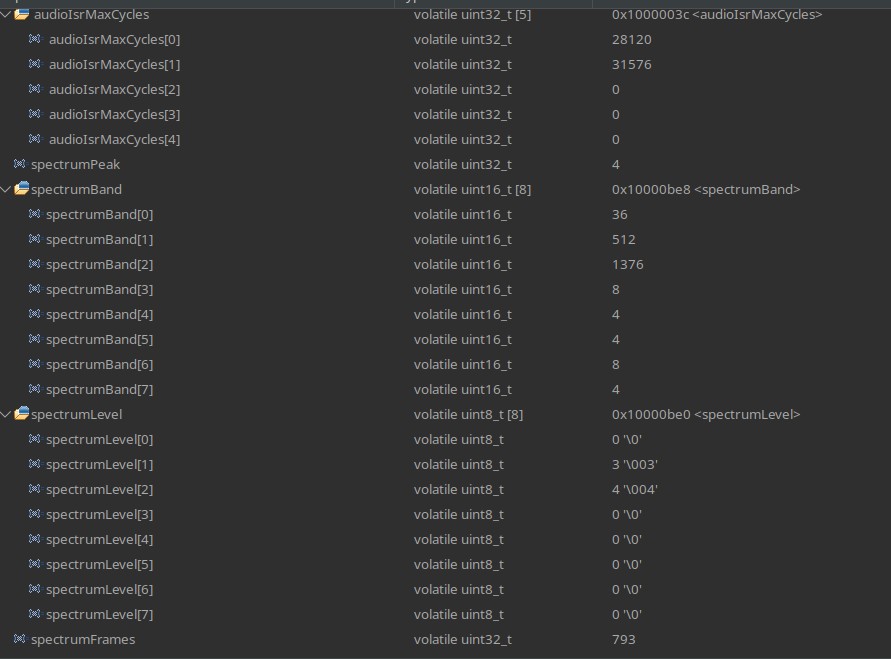 audioIsrMaxCycles volatile uint32_t [5] 0x1000003c <audioIsrMaxCycles>
audioIsrMaxCycles[0] volatile uint32_t 28120
audioIsrMaxCycles[1] volatile uint32_t 31576
audioIsrMaxCycles[2] volatile uint32_t 0
audioIsrMaxCycles[3] volatile uint32_t 0
audioIsrMaxCycles[4] volatile uint32_t 0
spectrumPeak volatile uint32_t 4
spectrumBand volatile uint16_t [8] 0x10000be8 <spectrumBand>
spectrumBand[0] volatile uint16_t 36
spectrumBand[1] volatile uint16_t 512
spectrumBand[2] volatile uint16_t 1376
spectrumBand[3] volatile uint16_t 8
spectrumBand[4] volatile uint16_t 4
spectrumBand[5] volatile uint16_t 4
spectrumBand[6] volatile uint16_t 8
spectrumBand[7] volatile uint16_t 4
spectrumLevel volatile uint8_t [8] 0x10000be0 <spectrumLevel>
spectrumLevel[0] volatile uint8_t 0 '\0'
spectrumLevel[1] volatile uint8_t 3 '\003'
spectrumLevel[2] volatile uint8_t 4 '\004'
spectrumLevel[3] volatile uint8_t 0 '\0'
spectrumLevel[4] volatile uint8_t 0 '\0'
spectrumLevel[5] volatile uint8_t 0 '\0'
spectrumLevel[6] volatile uint8_t 0 '\0'
spectrumLevel[7] volatile uint8_t 0 '\0'
spectrumFrames volatile uint32_t 793